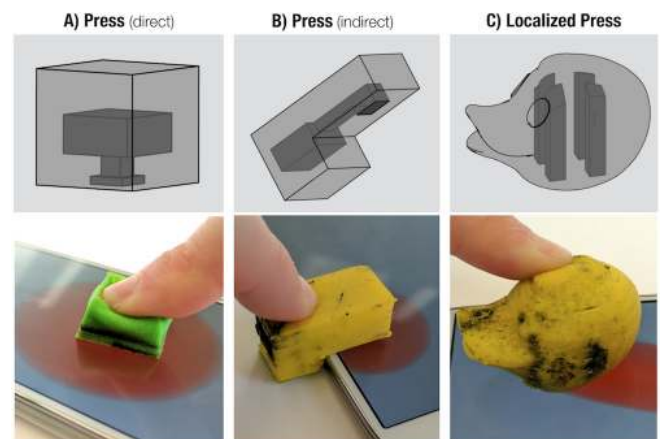 A) Press (direct)
B) Press (indirect)
C) Localized Press